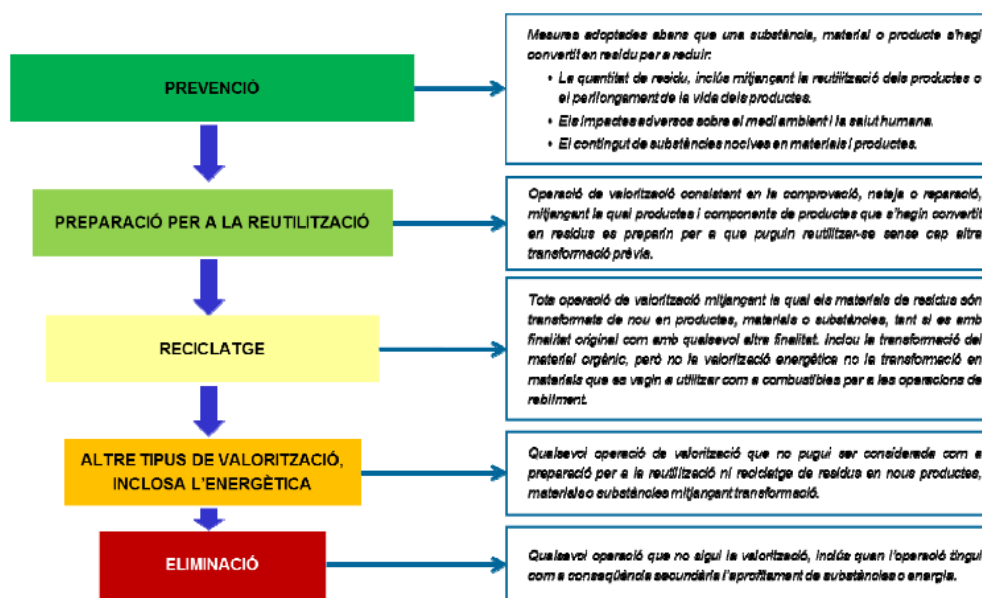 PREVENCIÓ
Mesures adoptades abans que una substància, material o producte s'hagi
convertit en residu per a reduir:
• La quantitat de residu, inclús mitjançant la reutilització dels productes o
el perllongament de la vida dels productes.
• Els impactes adversos sobre el medi ambient i la salut humana.
• El contingut de substàncies nocives en materials i productes.
PREPARACIÓ PER A LA REUTILITZACIÓ
Operació de valorització consistent en la comprovació, neteja o reparació,
mitjançant la qual productes i components de productes que s'hagin convertit
en residus es preparin per a que puguin reutilitzar-se sense cap altra
transformació prèvia.
RECICLATGE
Tota operació de valorització mitjançant la qual els materials de residus són
transformats de nou en productes, materials o substàncies, tant si es amb
finalitat original com amb qualsevol altra finalitat. Inclou la transformació del
material orgànic, però no la valorització energètica no la transformació en
materials que es vagin a utilitzar com a combustibles per a les operacions de
rebliment.
ALTRE TIPUS DE VALORITZACIÓ,
INCLOSA L'ENERGÈTICA
Qualsevol operació de valorització que no pugui ser considerada com a
preparació per a la reutilització ni reciclatge de residus en nous productes,
materials o substàncies mitjançant transformació.
ELIMINACIÓ
Qualsevol operació que no sigui la valorització, inclús quan l'operació tingui
com a conseqüència secundària l'aprofitament de substàncies o energia.